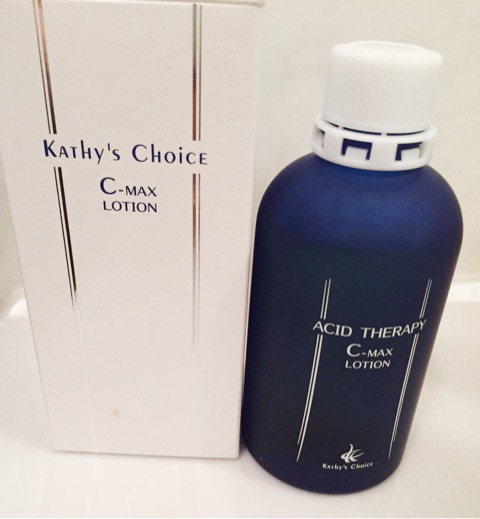 Kathy's Choice
C-MAX
LOTION
ACID THERAPY
C-MAX
LOTION
Kathy's Choice